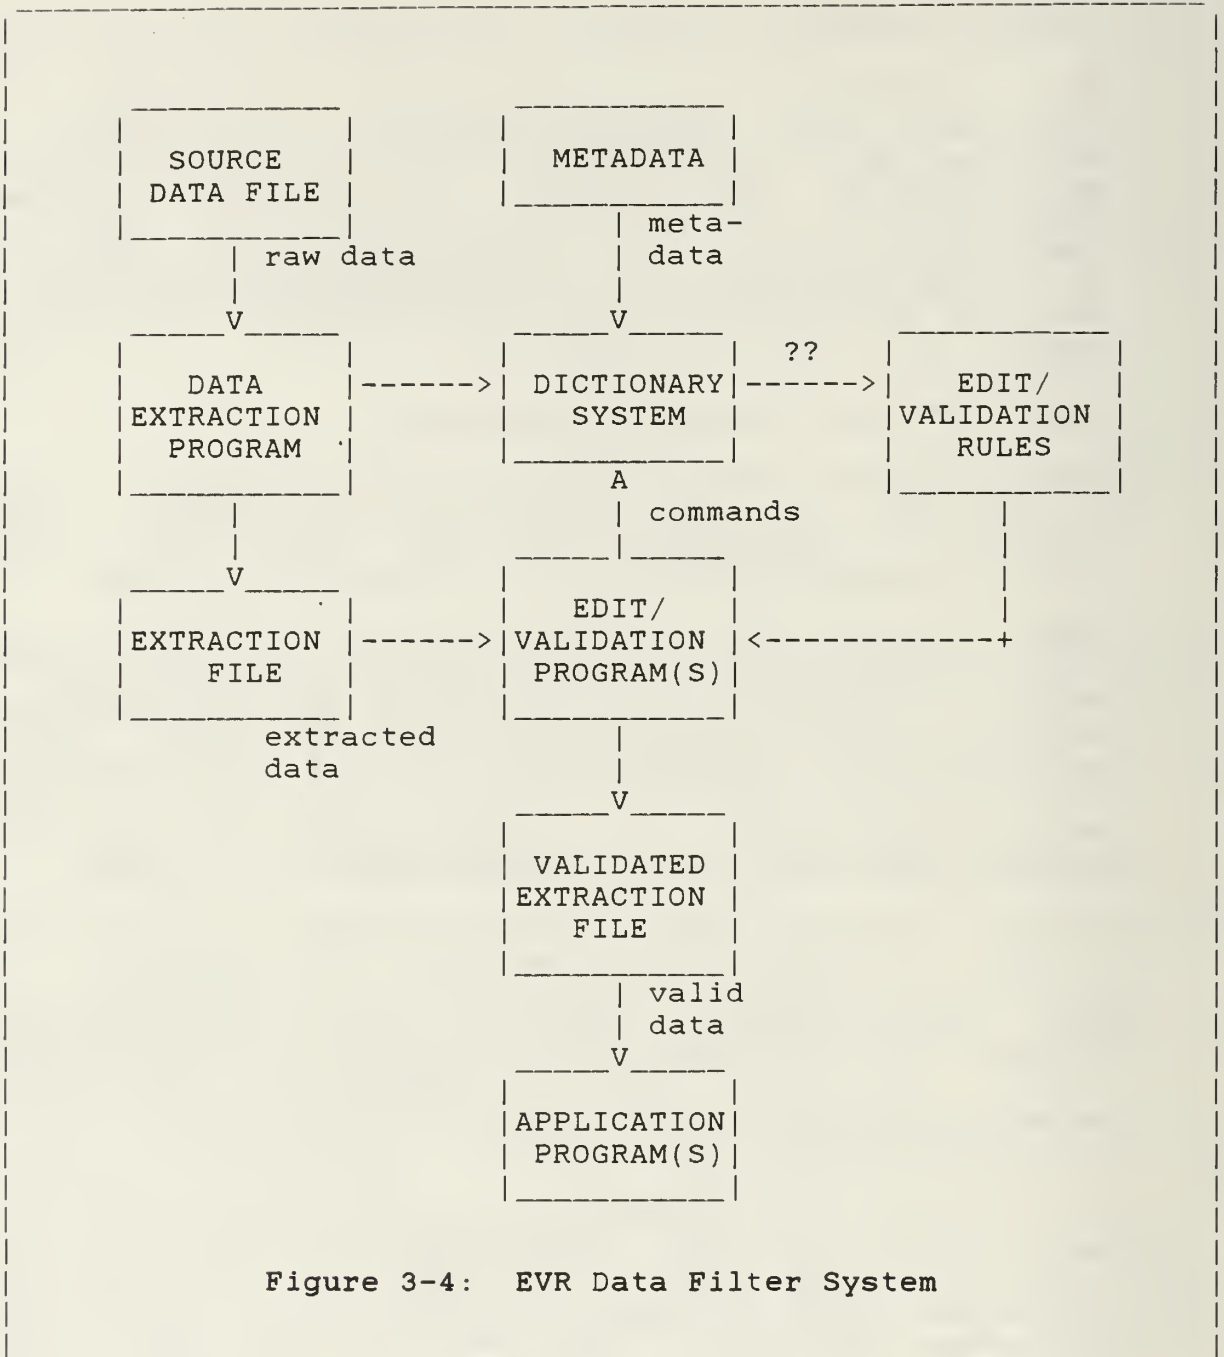 SOURCE
DATA FILE
METADATA
raw data
meta-
data
DATA
EXTRACTION
PROGRAM
DICTIONARY
SYSTEM
??
EDIT/
VALIDATION
RULES
commands
EXTRACTION
FILE
EDIT/
VALIDATION
PROGRAM(S)
extracted
data
VALIDATED
EXTRACTION
FILE
valid
data
APPLICATION
PROGRAM(S)
Figure 3-4: EVR Data Filter System